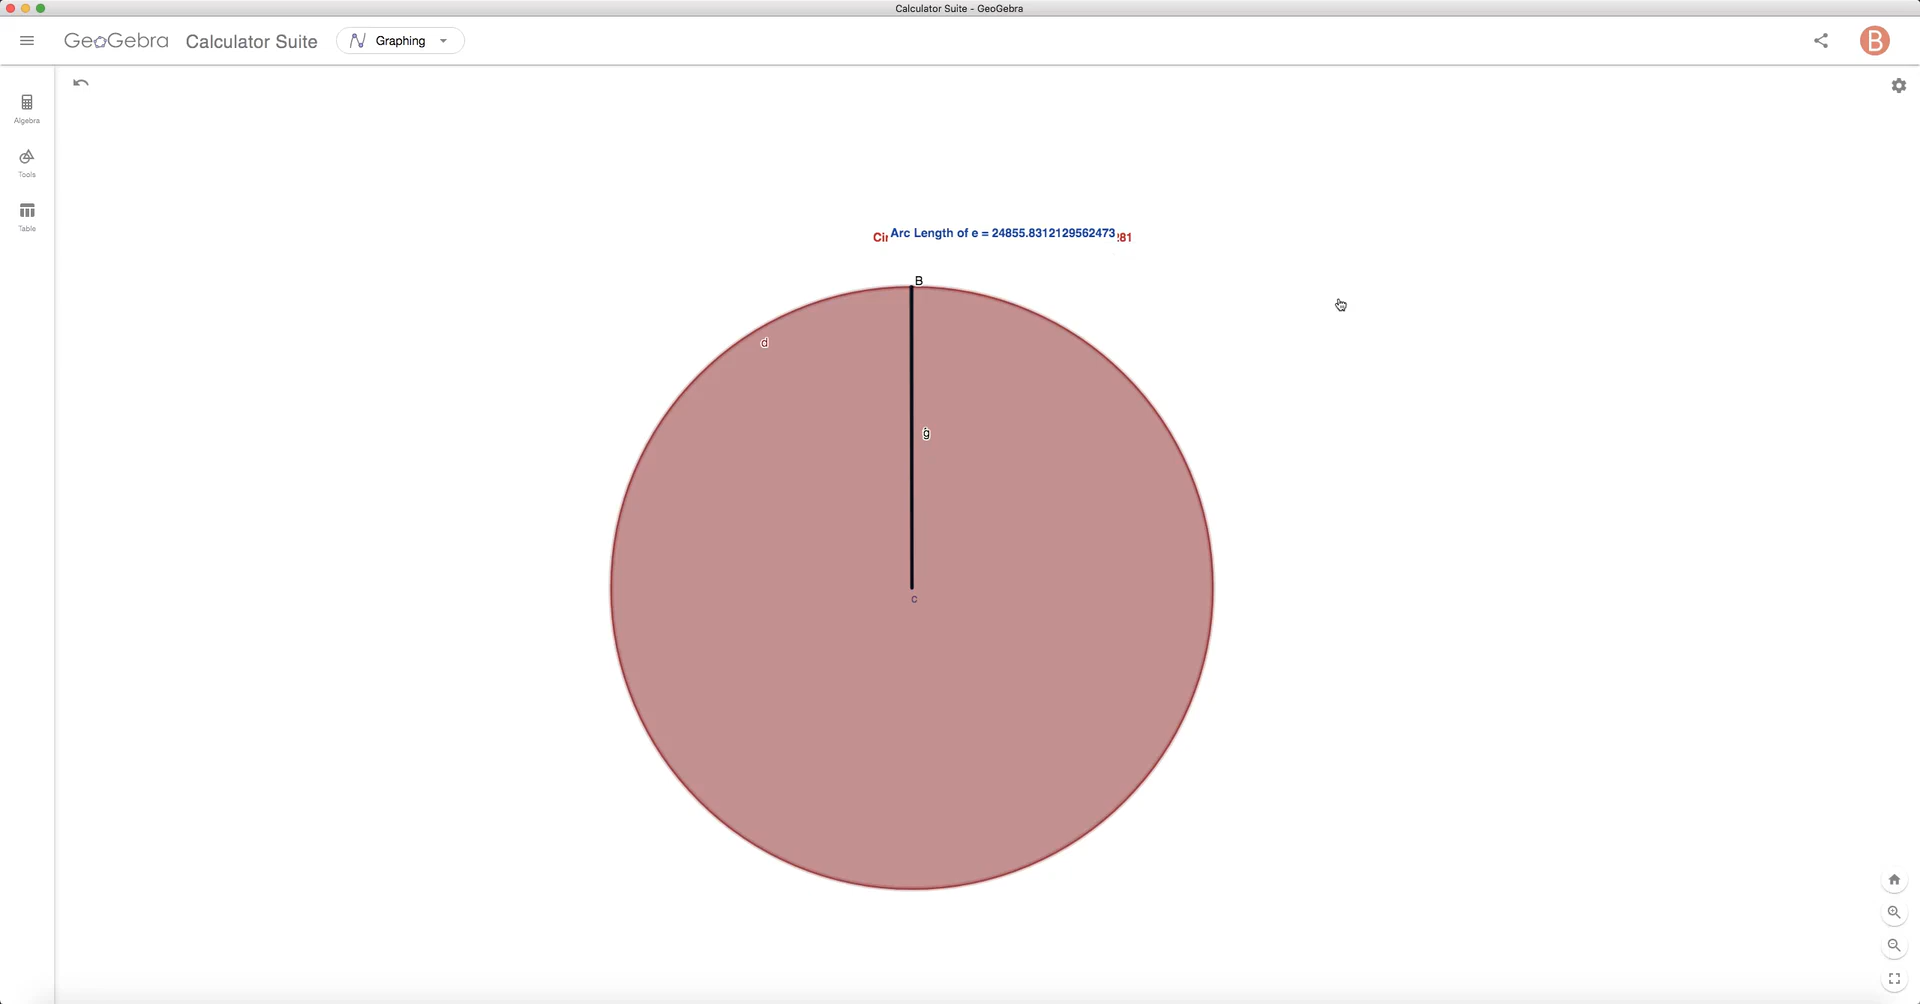 Calculator Suite - GeoGebra
GeoGebra Calculator Suite Graphing
B
Algebra
Tools
Table
Arc Length of e = 24855.8312129562473
B
d
g
c